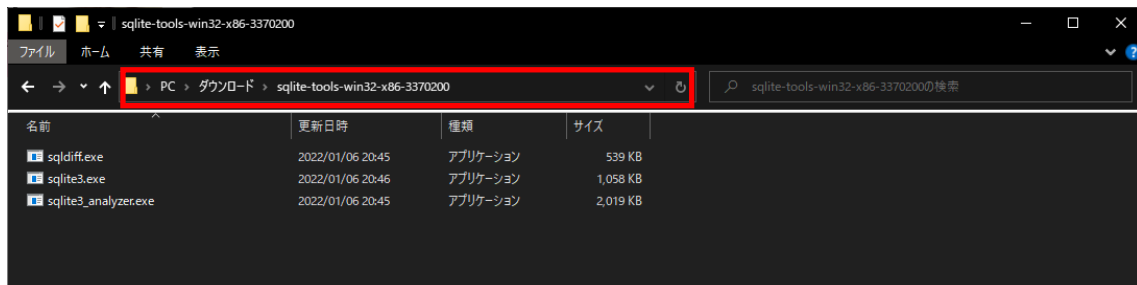 sqlite-tools-win32-x86-3370200
ファイル ホーム 共有 表示
PC › ダウンロード › sqlite-tools-win32-x86-3370200 sqlite-tools-win32-x86-3370200の検索
名前 更新日時 種類 サイズ
sqldiff.exe 2022/01/06 20:45 アプリケーション 539 KB
sqlite3.exe 2022/01/06 20:46 アプリケーション 1,058 KB
sqlite3_analyzer.exe 2022/01/06 20:45 アプリケーション 2,019 KB